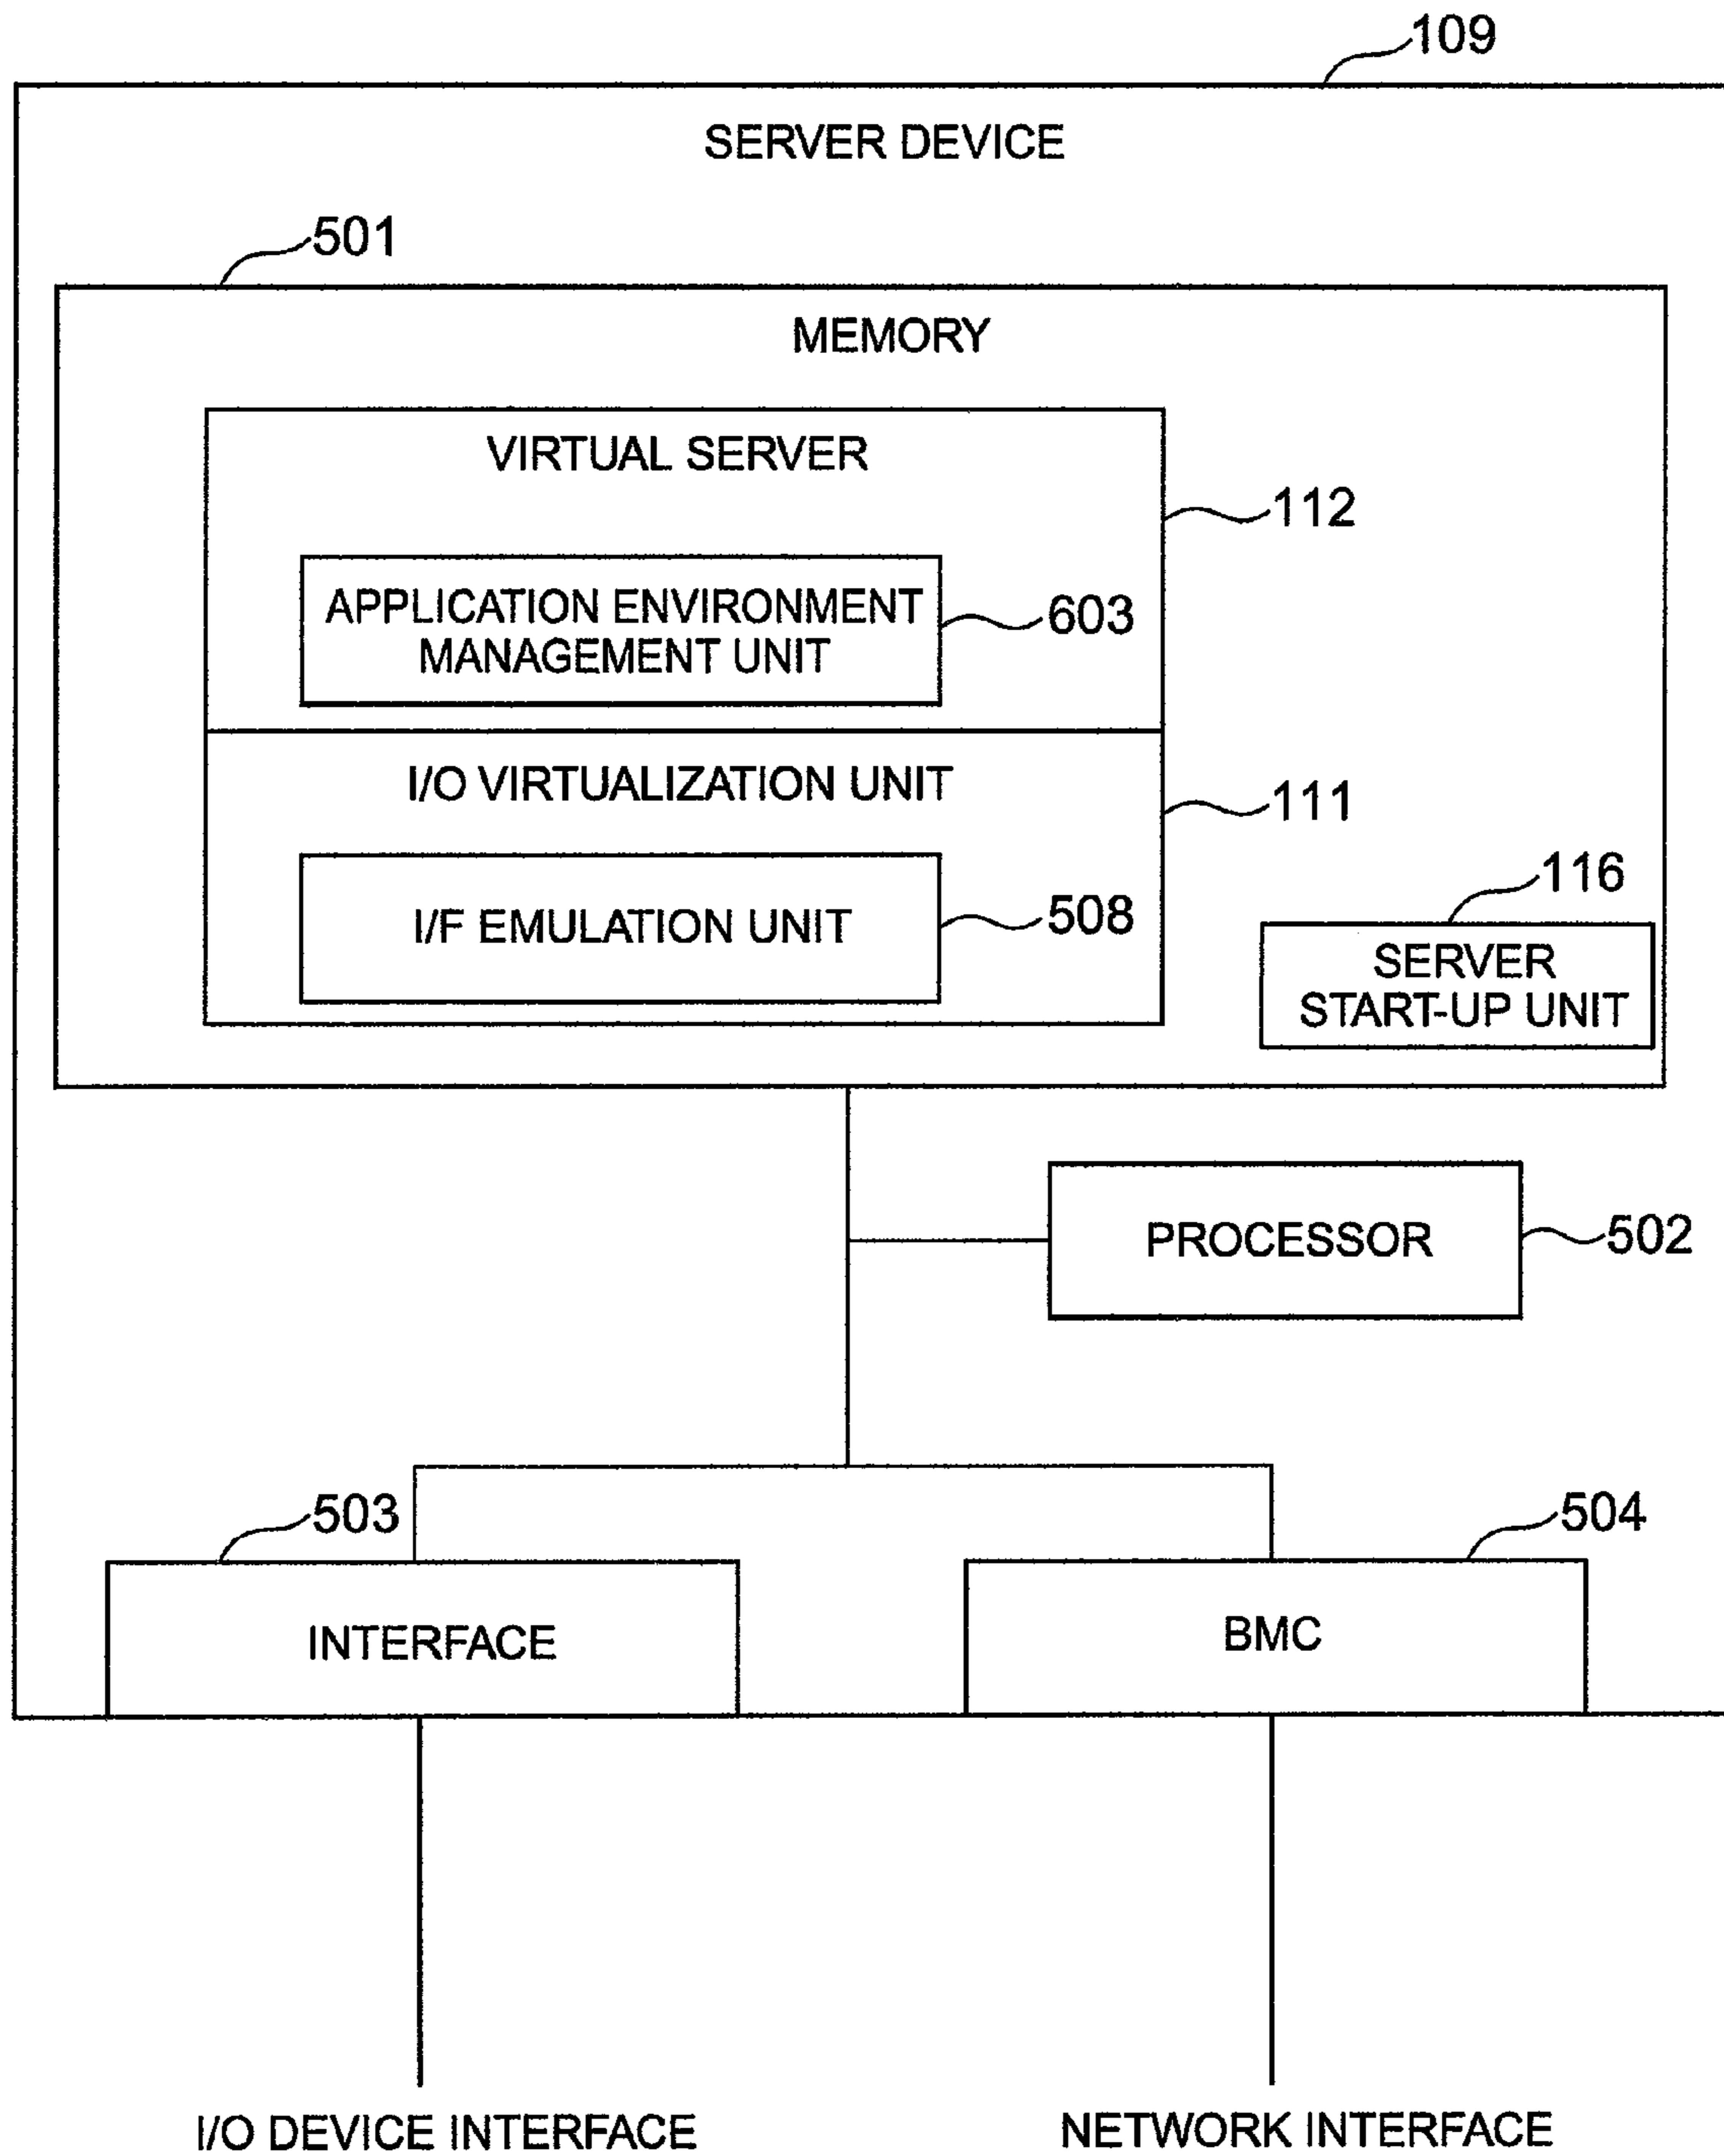 109
SERVER DEVICE
501
MEMORY
VIRTUAL SERVER
112
APPLICATION ENVIRONMENT
MANAGEMENT UNIT
603
I/O VIRTUALIZATION UNIT
111
I/F EMULATION UNIT
508
116
SERVER
START-UP UNIT
PROCESSOR
502
503
504
INTERFACE
BMC
I/O DEVICE INTERFACE
NETWORK INTERFACE